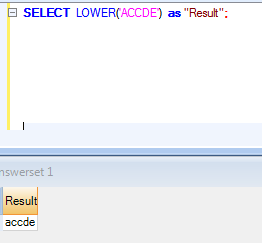 SELECT LOWER('ACCDE') as "Result";
nswerset 1
Result
accde